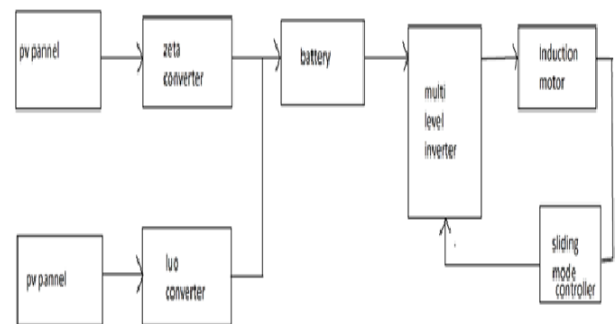 pv pannel
zeta
converter
battery
multi
level
inverter
Induction
motor
pv pannel
luo
converter
sliding
mode
controller